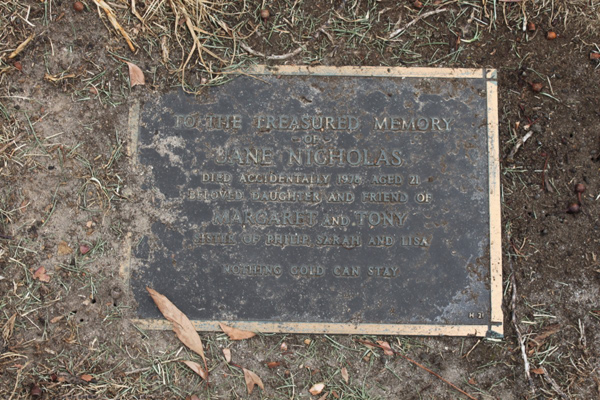 TO THE TREASURED MEMORY
OF
JANE NICHOLAS
DIED ACCIDENTALLY 1976 AGED 21
BELOVED DAUGHTER AND FRIEND OF
MARGARET AND TONY
SISTER OF PHILIP, SARAH AND LISA
NOTHING GOLD CAN STAY
H 21